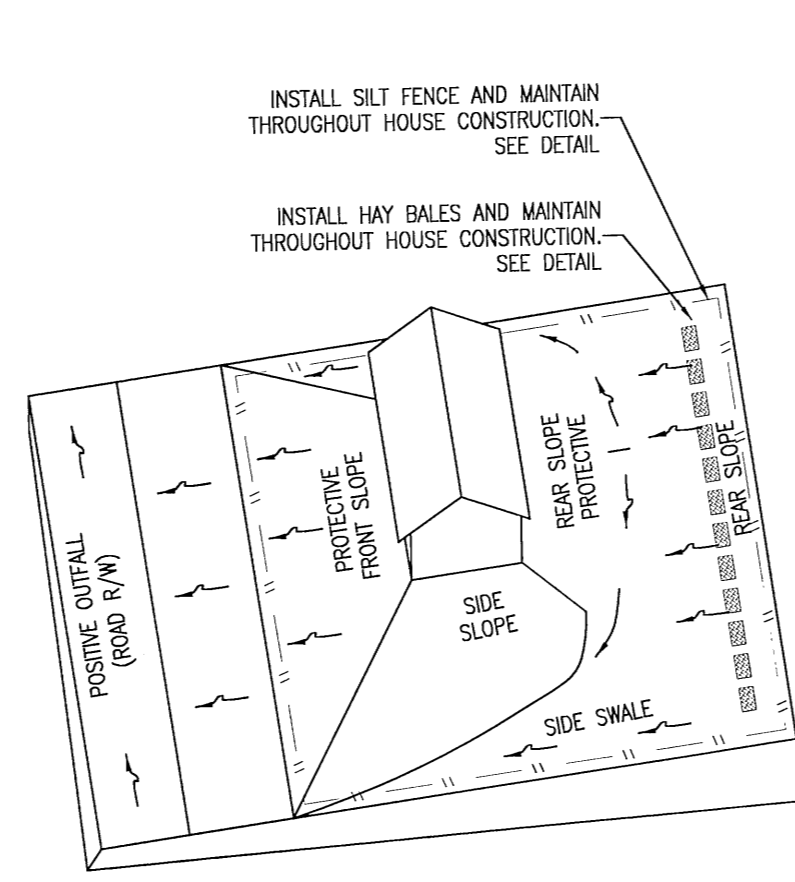 INSTALL SILT FENCE AND MAINTAIN
THROUGHOUT HOUSE CONSTRUCTION.
SEE DETAIL
INSTALL HAY BALES AND MAINTAIN
THROUGHOUT HOUSE CONSTRUCTION.
SEE DETAIL
POSITIVE OUTFALL
(ROAD R/W)
PROTECTIVE
FRONT SLOPE
REAR SLOPE
PROTECTIVE
REAR SLOPE
SIDE
SLOPE
SIDE SWALE